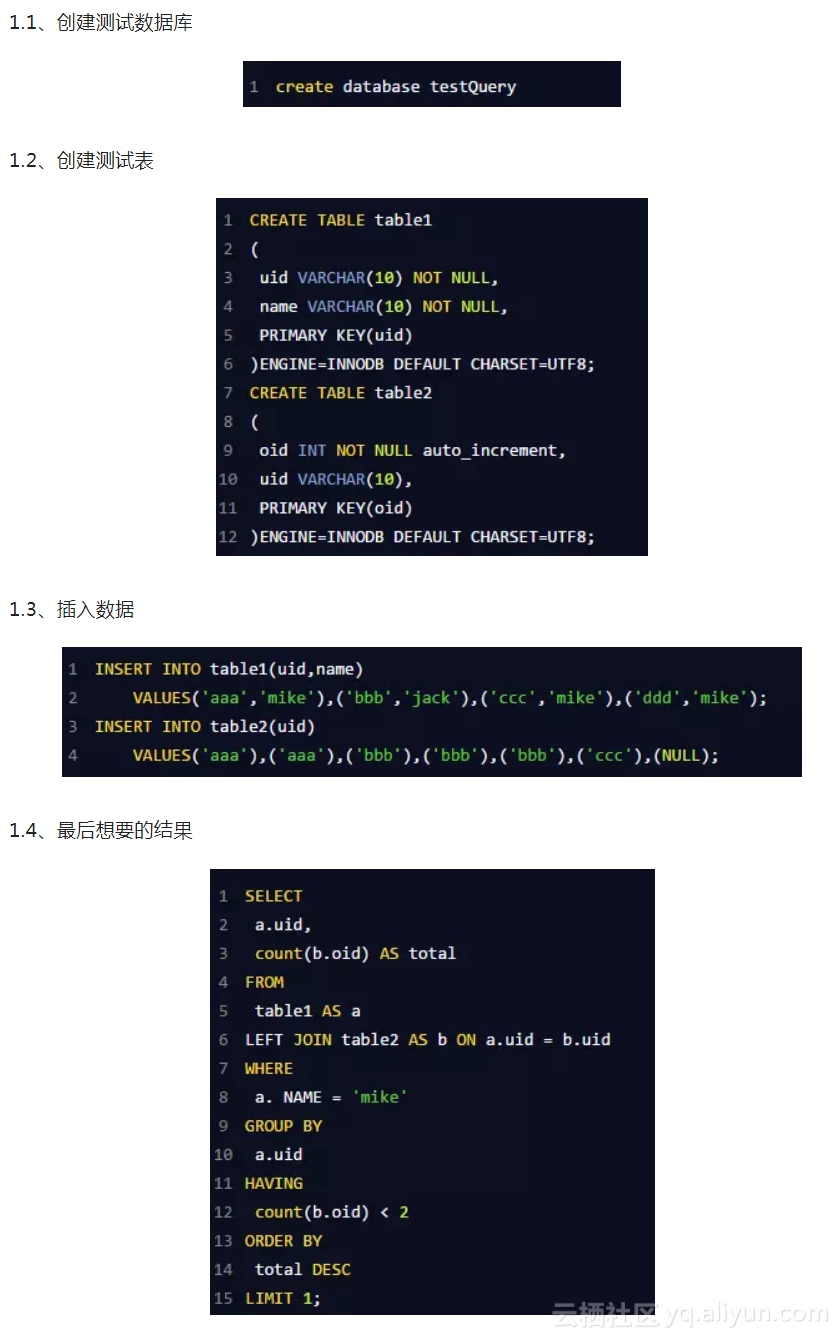 1.1、创建测试数据库
1 create database testQuery
1.2、创建测试表
1 CREATE TABLE table1
2 (
3 uid VARCHAR(10) NOT NULL,
4 name VARCHAR(10) NOT NULL,
5 PRIMARY KEY(uid)
6 )ENGINE=INNODB DEFAULT CHARSET=UTF8;
7 CREATE TABLE table2
8 (
9 oid INT NOT NULL auto_increment,
10 uid VARCHAR(10),
11 PRIMARY KEY(oid)
12 )ENGINE=INNODB DEFAULT CHARSET=UTF8;
1.3、插入数据
1 INSERT INTO table1(uid,name)
2 VALUES('aaa','mike'),('bbb','jack'),('ccc','mike'),('ddd','mike');
3 INSERT INTO table2(uid)
4 VALUES('aaa'),('aaa'),('bbb'),('bbb'),('bbb'),('ccc'),(NULL);
1.4、最后想要的结果
1 SELECT
2 a.uid,
3 count(b.oid) AS total
4 FROM
5 table1 AS a
6 LEFT JOIN table2 AS b ON a.uid = b.uid
7 WHERE
8 a. NAME = 'mike'
9 GROUP BY
10 a.uid
11 HAVING
12 count(b.oid) < 2
13 ORDER BY
14 total DESC
15 LIMIT 1;
云栖社区 yq.aliyun.com